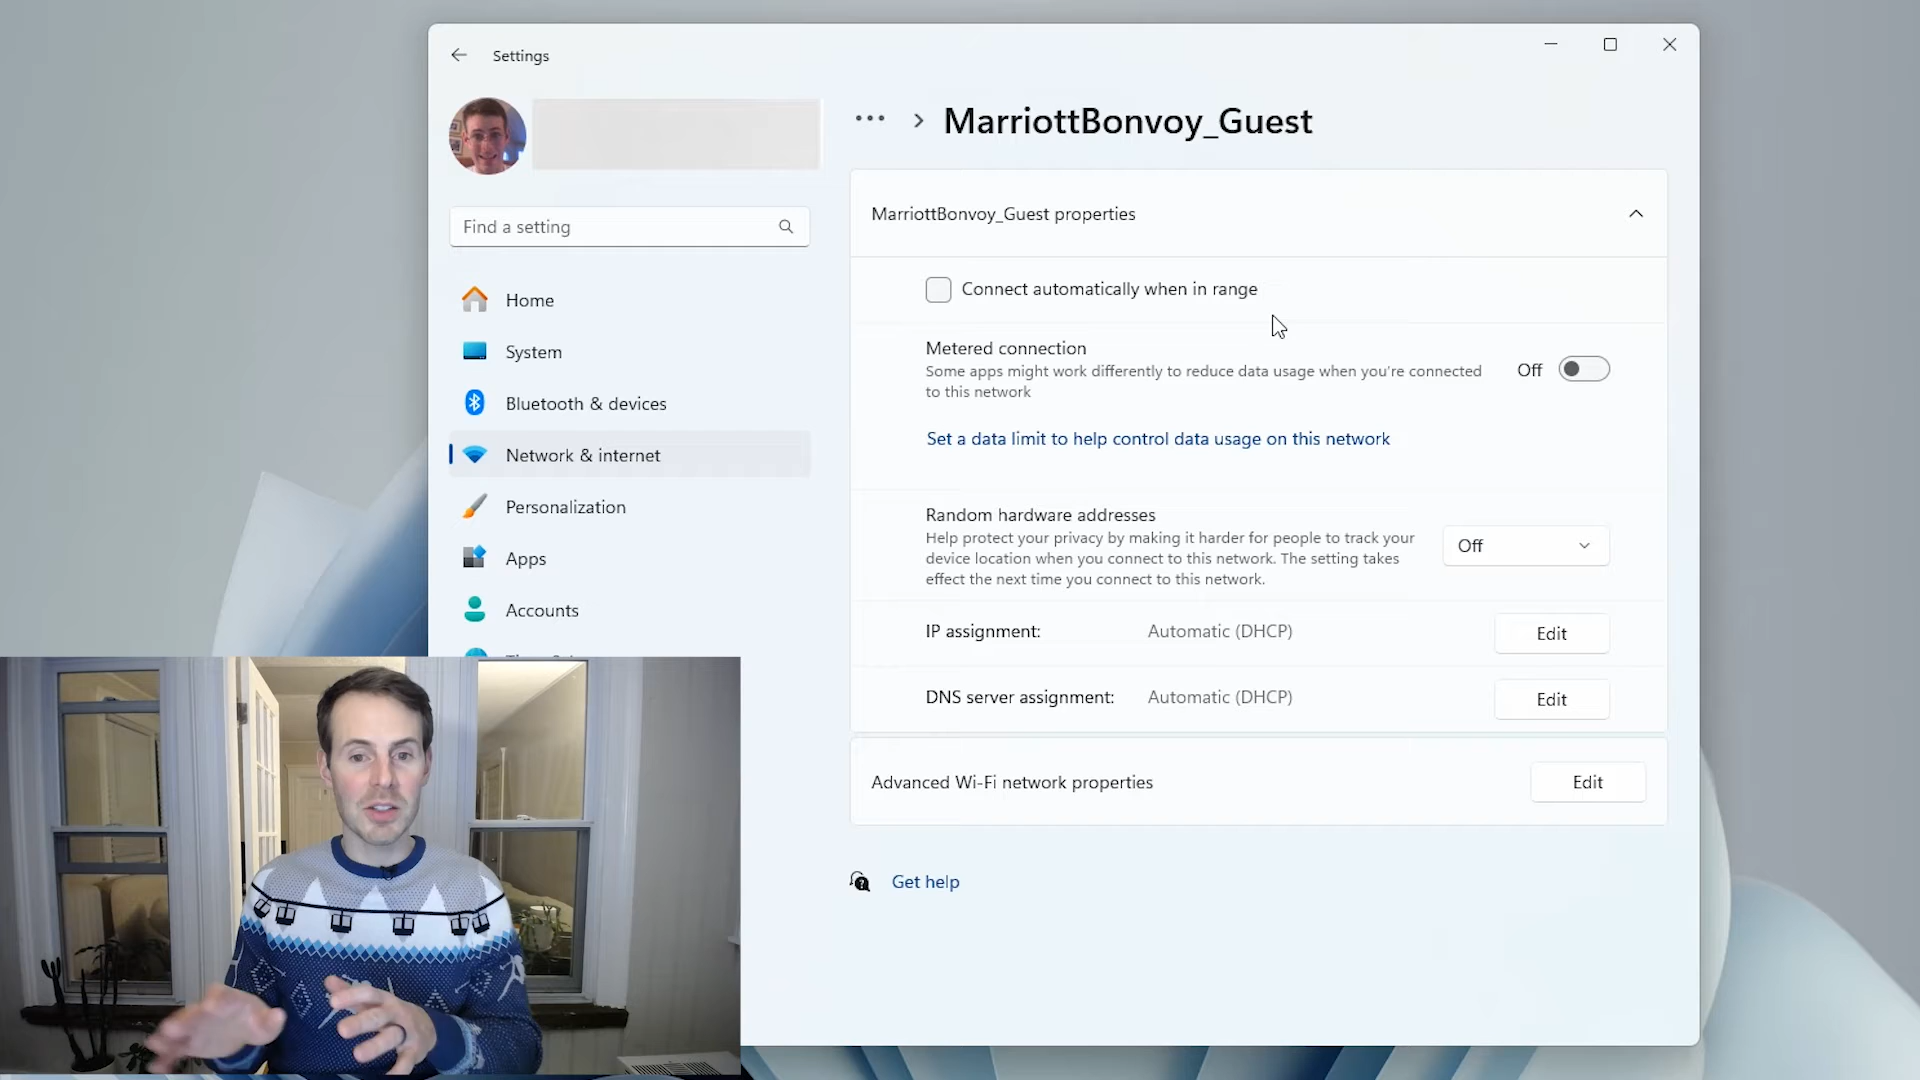 Settings
MarriottBonvoy_Guest
Find a setting
Home
System
Bluetooth & devices
Network & internet
Personalization
Apps
Accounts
MarriottBonvoy_Guest properties
Connect automatically when in range
Metered connection
Some apps might work differently to reduce data usage when you're connected
to this network
Off
Set a data limit to help control data usage on this network
Random hardware addresses
Help protect your privacy by making it harder for people to track your
device location when you connect to this network. The setting takes
effect the next time you connect to this network.
Off
IP assignment: Automatic (DHCP) Edit
DNS server assignment: Automatic (DHCP) Edit
Advanced Wi-Fi network properties Edit
Get help